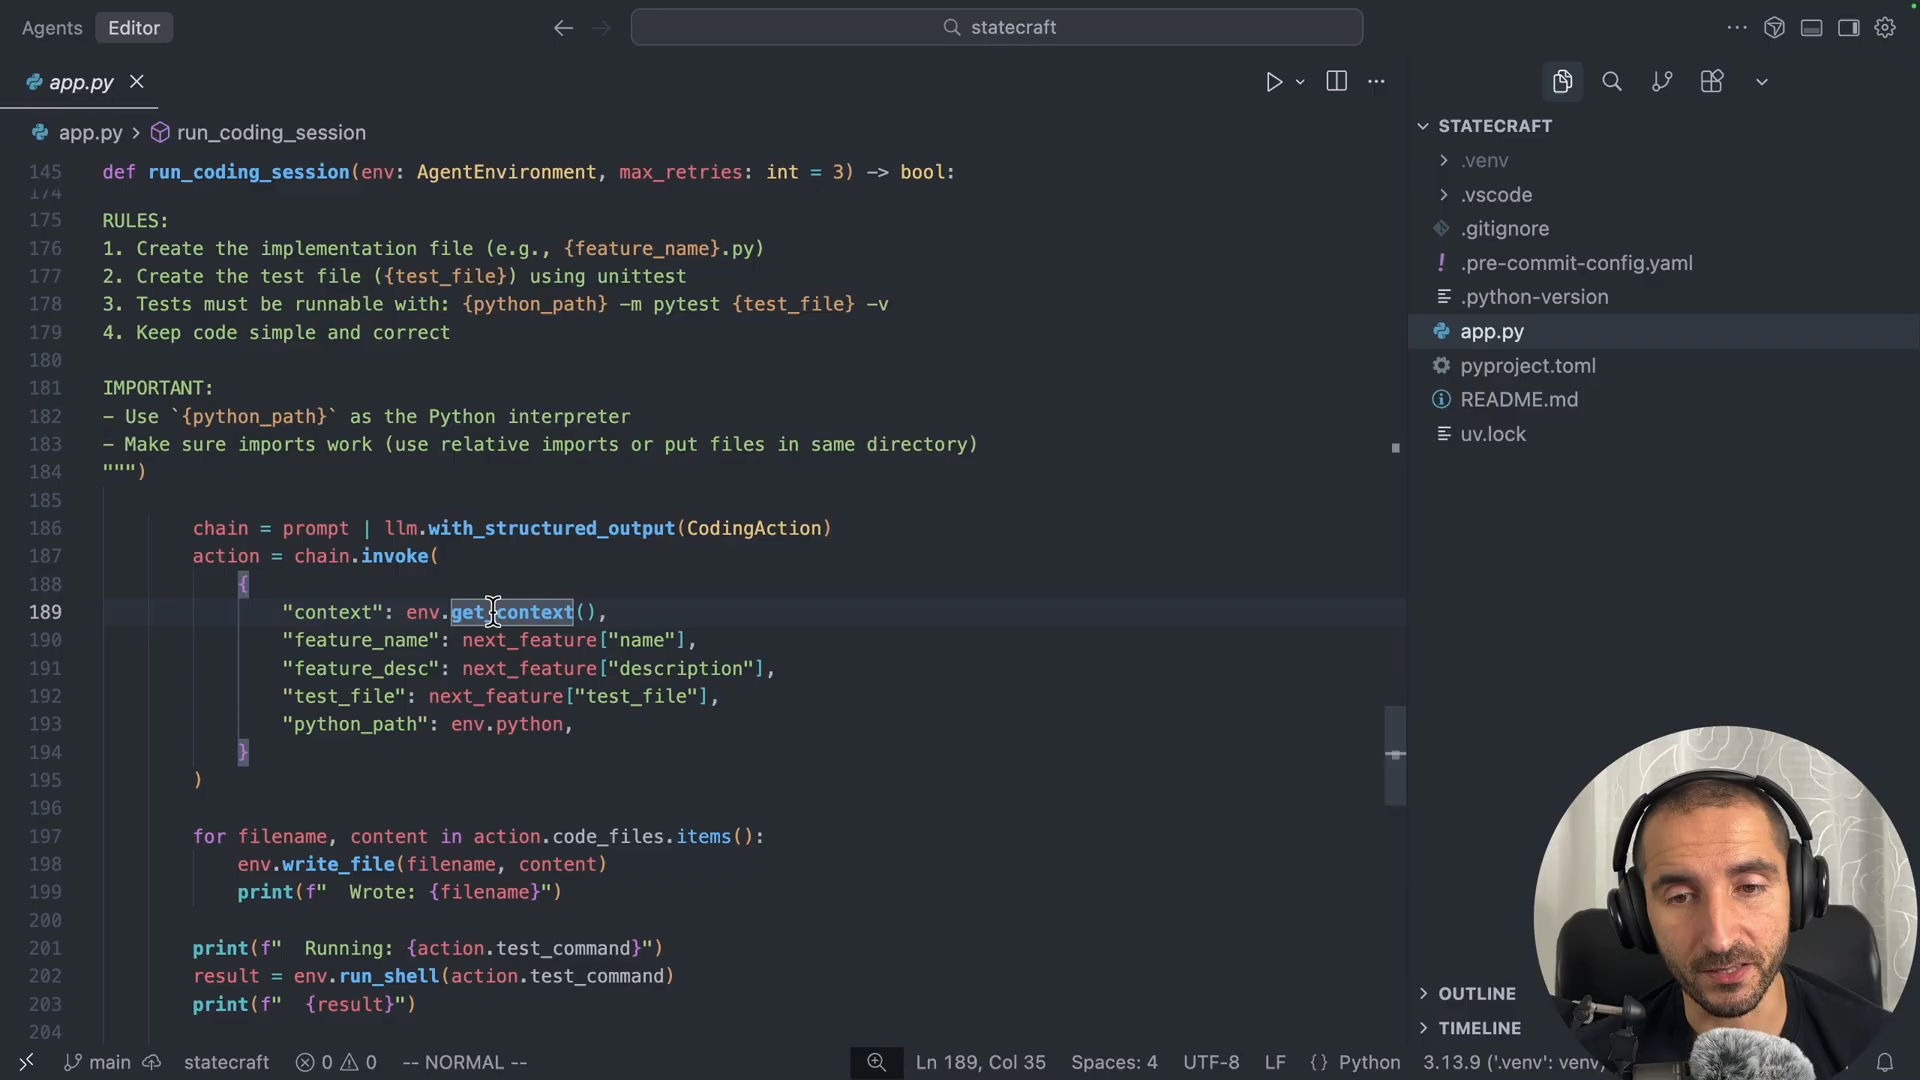 Agents Editor
statecraft
app.py
app.py > run_coding_session
145 def run_coding_session(env: AgentEnvironment, max_retries: int = 3) -> bool:
174
175 RULES:
176 1. Create the implementation file (e.g., {feature_name}.py)
177 2. Create the test file ({test_file}) using unittest
178 3. Tests must be runnable with: {python_path} -m pytest {test_file} -v
179 4. Keep code simple and correct
180
181 IMPORTANT:
182 - Use `{python_path}` as the Python interpreter
183 - Make sure imports work (use relative imports or put files in same directory)
184 """)
185
186 chain = prompt | llm.with_structured_output(CodingAction)
187 action = chain.invoke(
188 {
189 "context": env.get_context(),
190 "feature_name": next_feature["name"],
191 "feature_desc": next_feature["description"],
192 "test_file": next_feature["test_file"],
193 "python_path": env.python,
194 }
195 )
196
197 for filename, content in action.code_files.items():
198 env.write_file(filename, content)
199 print(f"  Wrote: {filename}")
200
201 print(f"  Running: {action.test_command}")
202 result = env.run_shell(action.test_command)
203 print(f"  {result}")
204
STATECRAFT
.venv
.vscode
.gitignore
.pre-commit-config.yaml
.python-version
app.py
pyproject.toml
README.md
uv.lock
OUTLINE
TIMELINE
main statecraft 0 0 -- NORMAL -- Ln 189, Col 35 Spaces: 4 UTF-8 LF {} Python 3.13.9 ('.venv': venv)